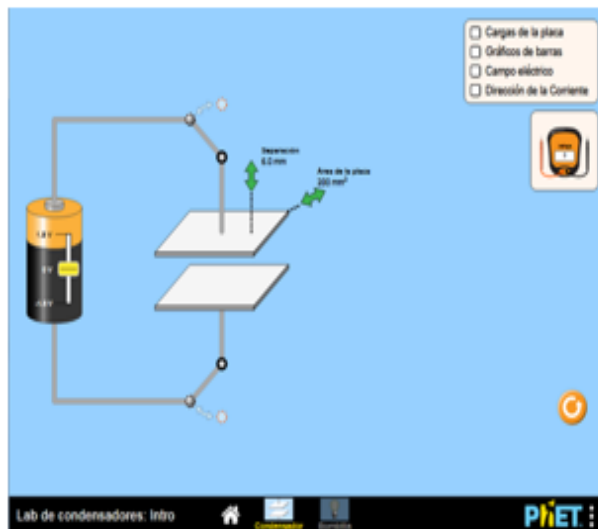 Cargas de la placa
Gráficos de barras
Campo eléctrico
Dirección de la Corriente
Separación
6.0 mm
Área de la placa
200 mm²
1.5 V
0 V
-1.5 V
Lab de condensadores: Intro
Condensador
Bombilla
PhET